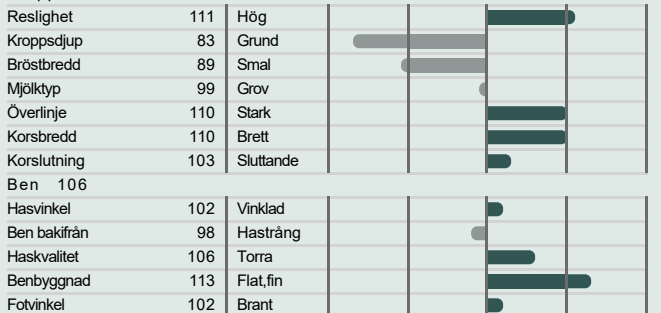 Reslighet 111 Hög
Kroppsdjup 83 Grund
Bröstbredd 89 Smal
Mjölktyp 99 Grov
Överlinje 110 Stark
Korsbredd 110 Brett
Korslutning 103 Sluttande
Ben 106
Hasvinkel 102 Vinklad
Ben bakifrån 98 Hastrång
Haskvalitet 106 Torra
Benbyggnad 113 Flat,fin
Fotvinkel 102 Brant